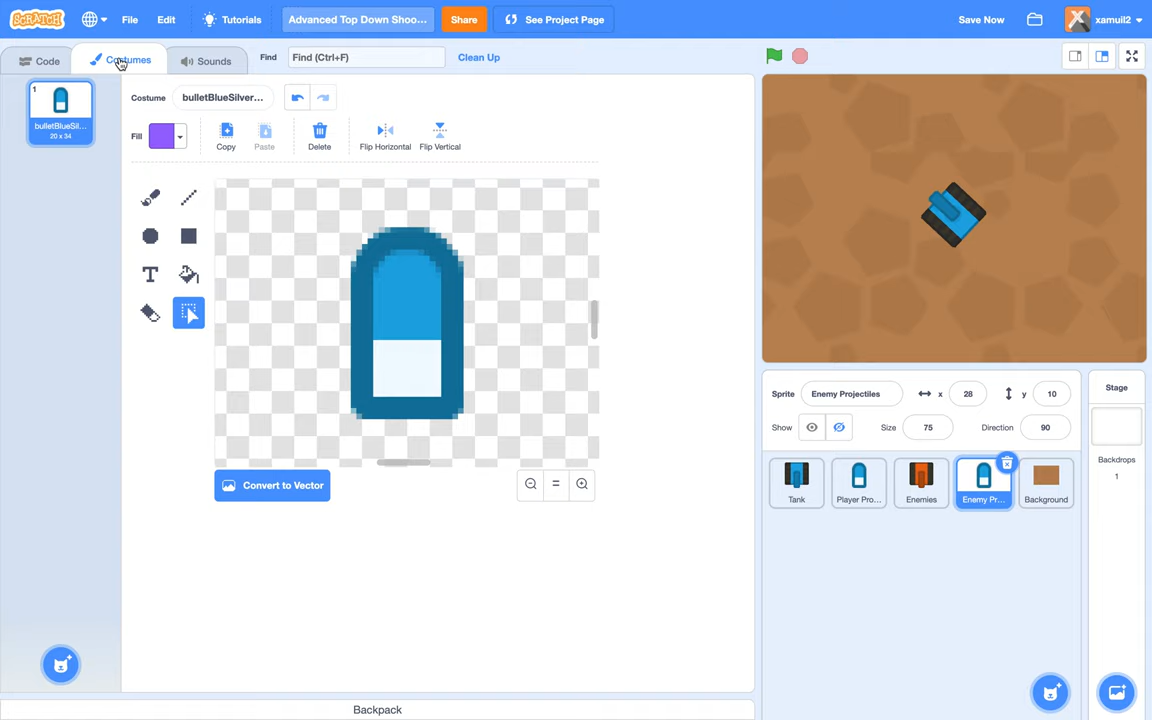 SCRATCH File Edit Tutorials Advanced Top Down Shoo... Share See Project Page Save Now xamuil2
Code Costumes Sounds Find Find (Ctrl+F) Clean Up
1
bulletBlueSil...
20 x 34
Costume bulletBlueSilver...
Fill Copy Paste Delete Flip Horizontal Flip Vertical
T
Convert to Vector
Sprite Enemy Projectiles x 28 y 10
Show Size 75 Direction 90
Tank Player Pro... Enemies Enemy Pr... Background
Stage
Backdrops
1
Backpack